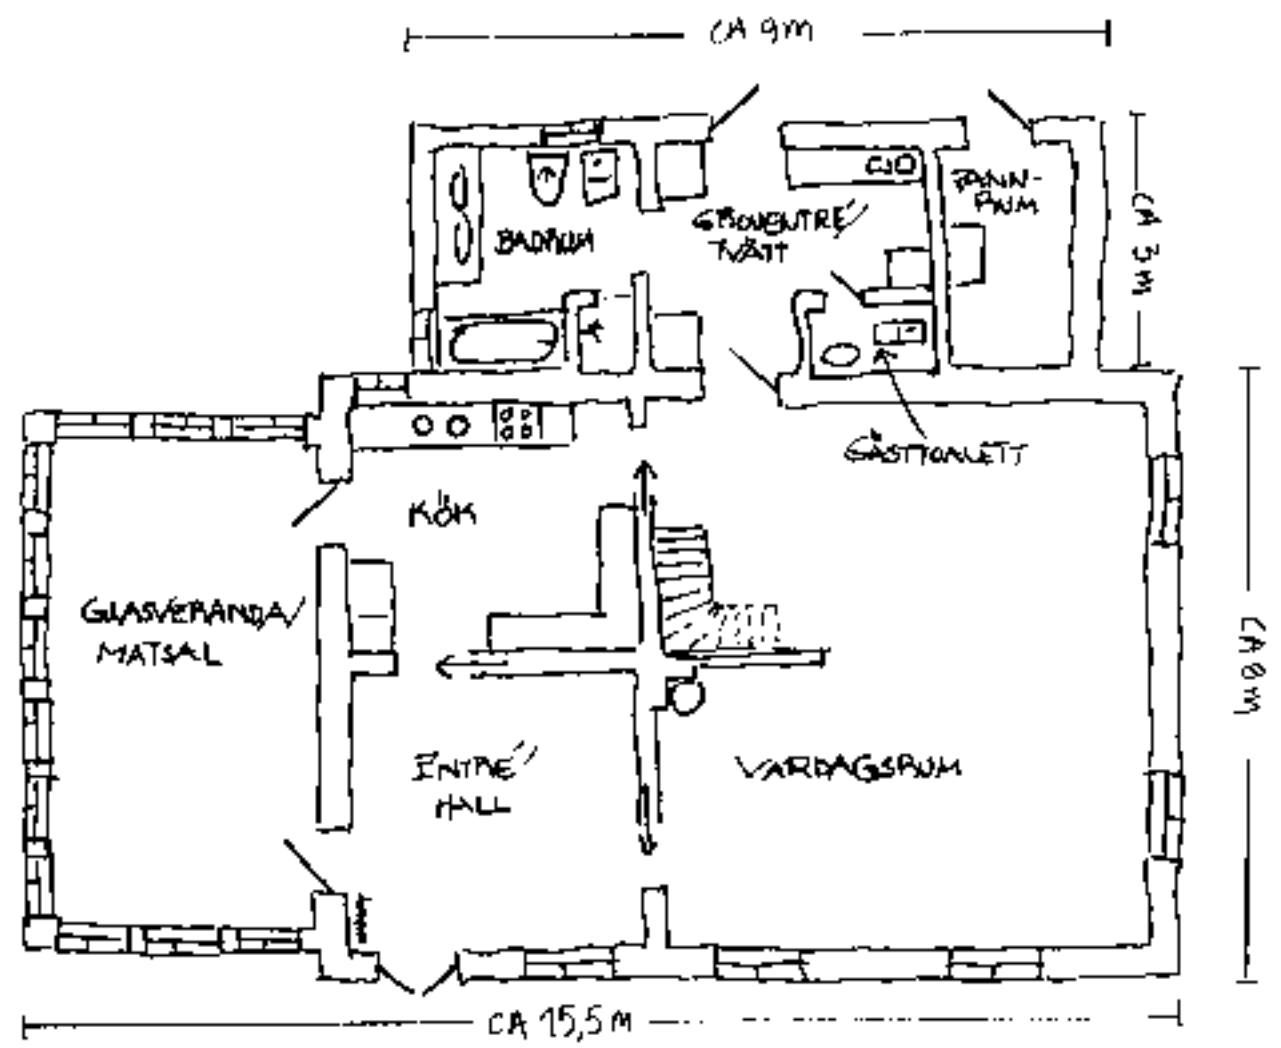 CA 9M
PANN-
RUM
BADRUM
GROVENTRÉ/
TVÄTT
CA 3M
GÄSTTOALETT
KÖK
GLASVERANDA/
MATSAL
CA 8M
ENTRÉ/
HALL
VARDAGSRUM
CA 15,5 M